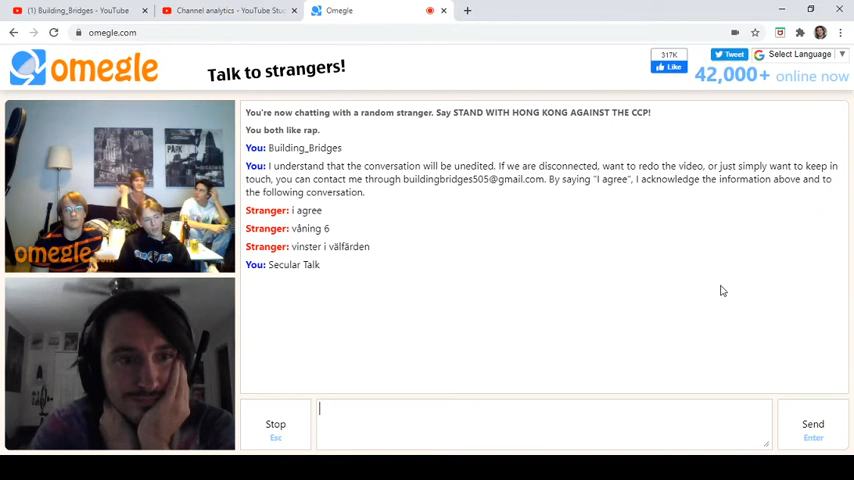 (1) Building_Bridges - YouTube
Channel analytics - YouTube Stu
Omegle
omegle.com
omegle
Talk to strangers!
317K
Like
Tweet
Select Language
42,000+ online now
You're now chatting with a random stranger. Say STAND WITH HONG KONG AGAINST THE CCP!
You both like rap.
You: Building_Bridges
You: I understand that the conversation will be unedited. If we are disconnected, want to redo the video, or just simply want to keep in
touch, you can contact me through buildingbridges505@gmail.com. By saying "I agree", I acknowledge the information above and to
the following conversation.
Stranger: i agree
Stranger: våning 6
Stranger: vinster i välfärden
You: Secular Talk
PARK
omegle
Stop
Esc
Send
Enter